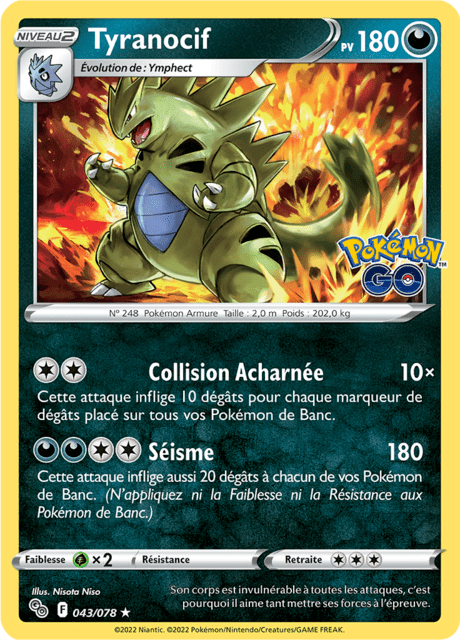 NIVEAU 2
Tyranocif
PV 180
Évolution de : Ymphect
Pokémon
GO
TM
Nº 248 Pokémon Armure Taille : 2,0 m Poids : 202,0 kg
Collision Acharnée 10×
Cette attaque inflige 10 dégâts pour chaque marqueur de
dégâts placé sur tous vos Pokémon de Banc.
Séisme 180
Cette attaque inflige aussi 20 dégâts à chacun de vos Pokémon
de Banc. (N'appliquez ni la Faiblesse ni la Résistance aux
Pokémon de Banc.)
Faiblesse ×2 Résistance Retraite
Illus. Nisota Niso
Son corps est invulnérable à toutes les attaques, c'est
pourquoi il aime tant mettre ses forces à l'épreuve.
GO F 043/078 ★
©2022 Niantic. ©2022 Pokémon/Nintendo/Creatures/GAME FREAK.